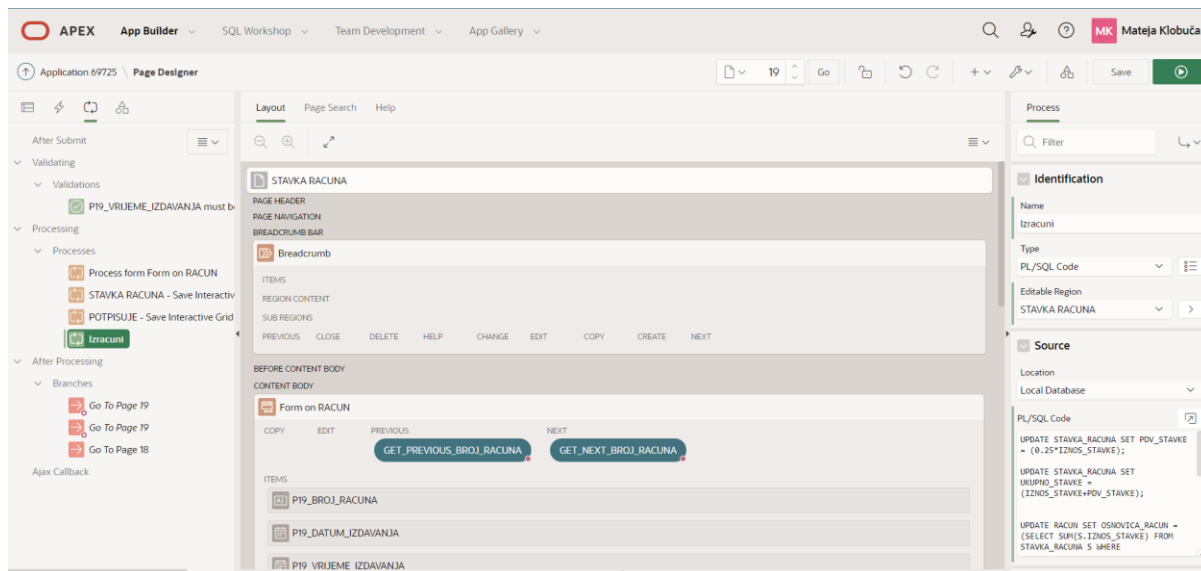 APEX App Builder SQL Workshop Team Development App Gallery MK Mateja Klobuča
Application 69725 \ Page Designer 19 Go Save
Layout Page Search Help
Process
After Submit
Filter
Validating
Validations
P19_VRIJEME_IZDAVANJA must b
Processing
Processes
Process form Form on RACUN
STAVKA RACUNA - Save Interactiv
POTPISUJE - Save Interactive Grid
Izracuni
After Processing
Branches
Go To Page 19
Go To Page 19
Go To Page 18
Ajax Callback
STAVKA RACUNA
PAGE HEADER
PAGE NAVIGATION
BREADCRUMB BAR
Breadcrumb
ITEMS
REGION CONTENT
SUB REGIONS
PREVIOUS CLOSE DELETE HELP CHANGE EDIT COPY CREATE NEXT
BEFORE CONTENT BODY
CONTENT BODY
Form on RACUN
COPY EDIT PREVIOUS NEXT
GET_PREVIOUS_BROJ_RACUNA GET_NEXT_BROJ_RACUNA
ITEMS
P19_BROJ_RACUNA
P19_DATUM_IZDAVANJA
P19_VRIJEME_IZDAVANJA
Identification
Name
Izracuni
Type
PL/SQL Code
Editable Region
STAVKA RACUNA
Source
Location
Local Database
PL/SQL Code
UPDATE STAVKA_RACUNA SET PDV_STAVKE
= (0.25*IZNOS_STAVKE);
UPDATE STAVKA_RACUNA SET
UKUPNO_STAVKE =
(IZNOS_STAVKE+PDV_STAVKE);
UPDATE RACUN SET OSNOVICA_RACUN =
(SELECT SUM(S.IZNOS_STAVKE) FROM
STAVKA_RACUNA S WHERE